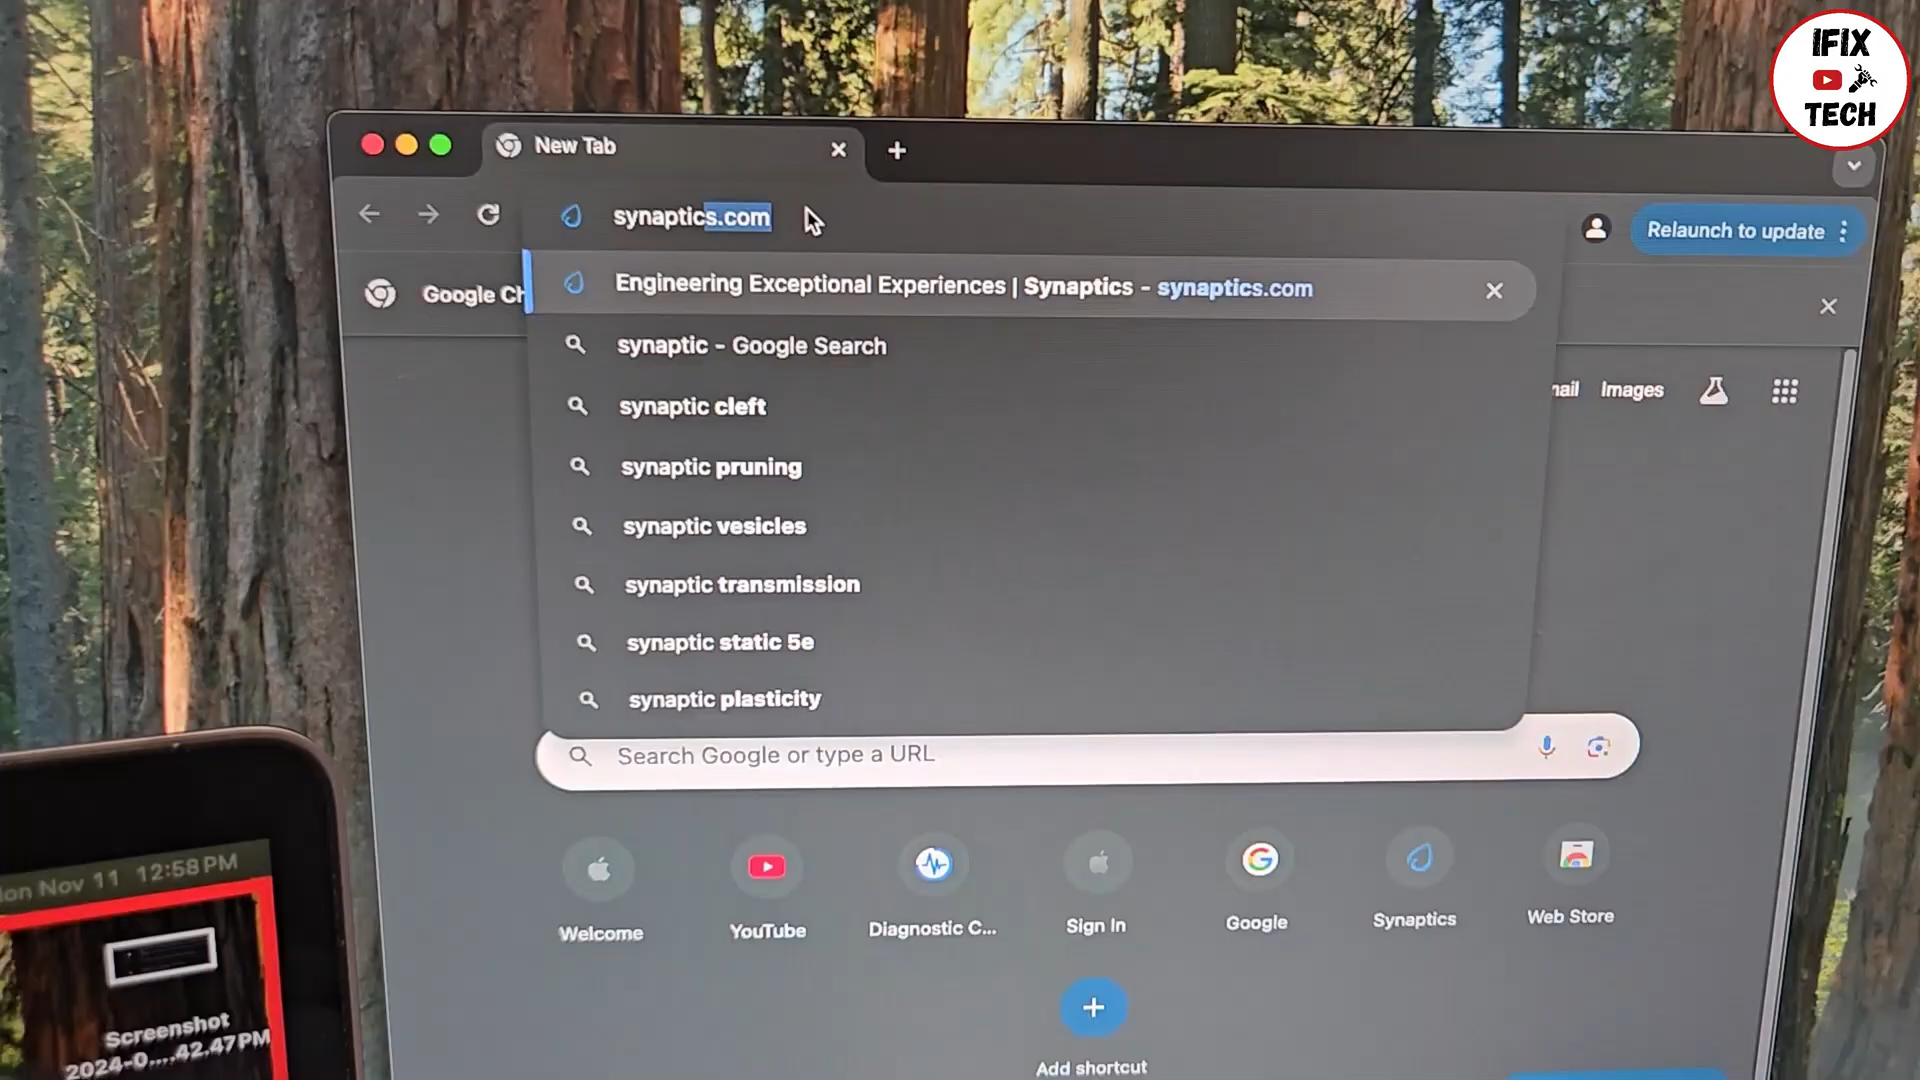 IFIX
TECH
New Tab
synaptics.com
Relaunch to update
Google Ch
Engineering Exceptional Experiences | Synaptics - synaptics.com
synaptic - Google Search
ail Images
synaptic cleft
synaptic pruning
synaptic vesicles
synaptic transmission
synaptic static 5e
synaptic plasticity
Search Google or type a URL
Welcome
YouTube
Diagnostic C...
Sign In
Google
Synaptics
Web Store
Add shortcut
on Nov 11 12:58 PM
Screenshot
2024-0....42.47 PM